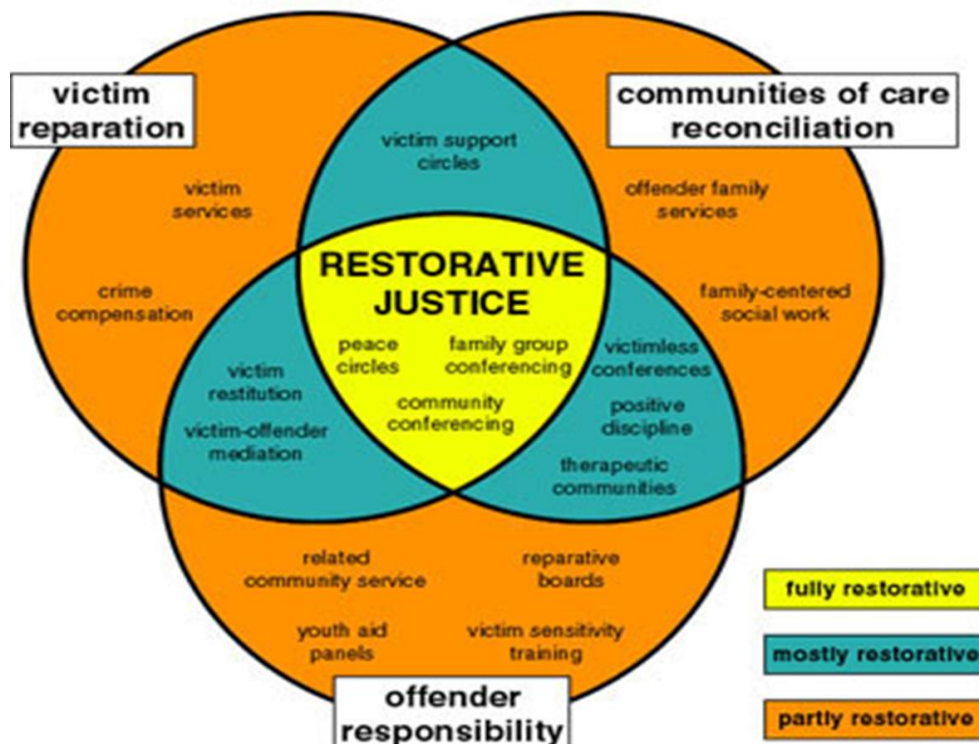 victim
reparation
communities of care
reconciliation
victim support
circles
victim
services
offender family
services
crime
compensation
family-centered
social work
RESTORATIVE
JUSTICE
peace
circles
family group
conferencing
community
conferencing
victimless
conferences
positive
discipline
therapeutic
communities
victim
restitution
victim-offender
mediation
related
community service
reparative
boards
youth aid
panels
victim sensitivity
training
offender
responsibility
fully restorative
mostly restorative
partly restorative